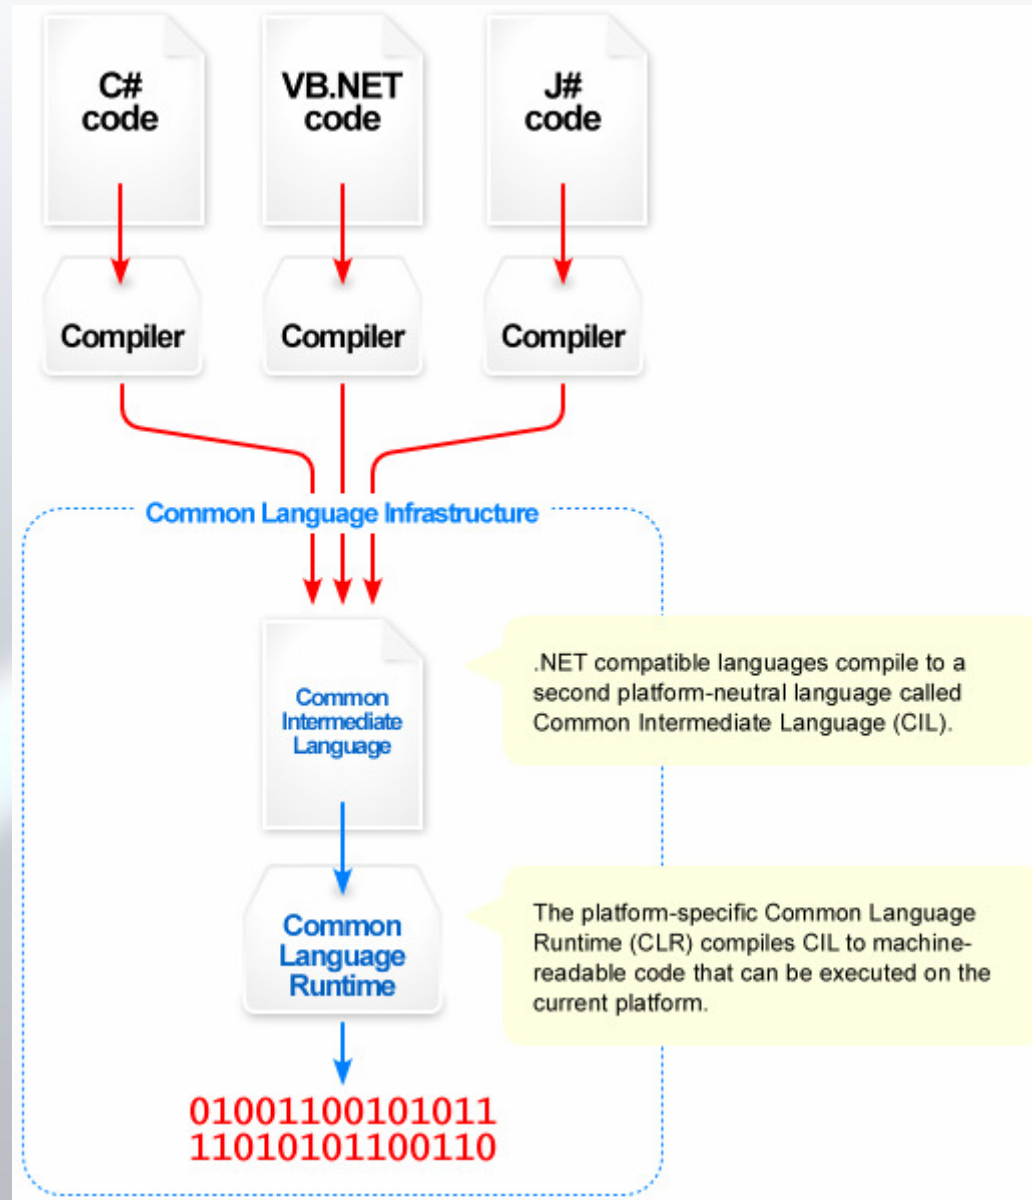 C#
code
VB.NET
code
J#
code
Compiler
Compiler
Compiler
Common Language Infrastructure
Common
Intermediate
Language
.NET compatible languages compile to a
second platform-neutral language called
Common Intermediate Language (CIL).
Common
Language
Runtime
The platform-specific Common Language
Runtime (CLR) compiles CIL to machine-
readable code that can be executed on the
current platform.
01001100101011
11010101100110